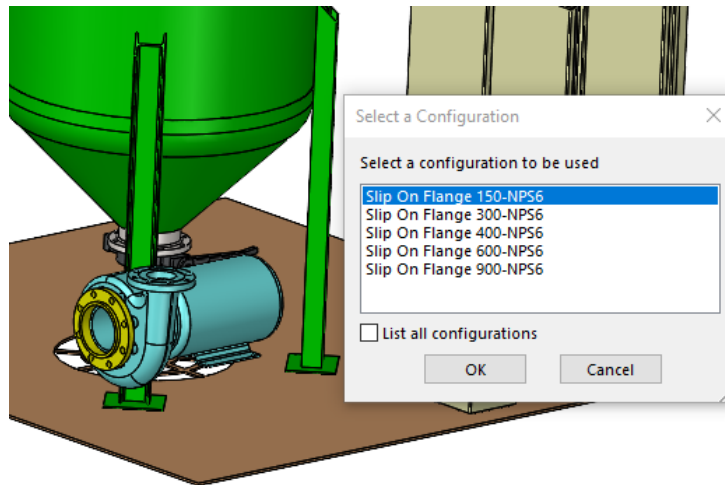 Select a Configuration
Select a configuration to be used
Slip On Flange 150-NPS6
Slip On Flange 300-NPS6
Slip On Flange 400-NPS6
Slip On Flange 600-NPS6
Slip On Flange 900-NPS6
List all configurations
OK Cancel